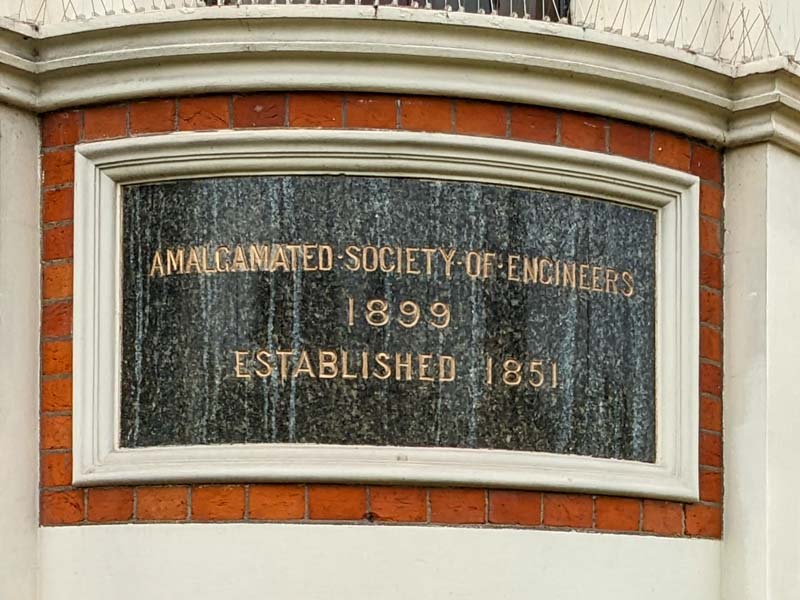 AMALGAMATED·SOCIETY·OF·ENGINEERS
1899
ESTABLISHED 1851